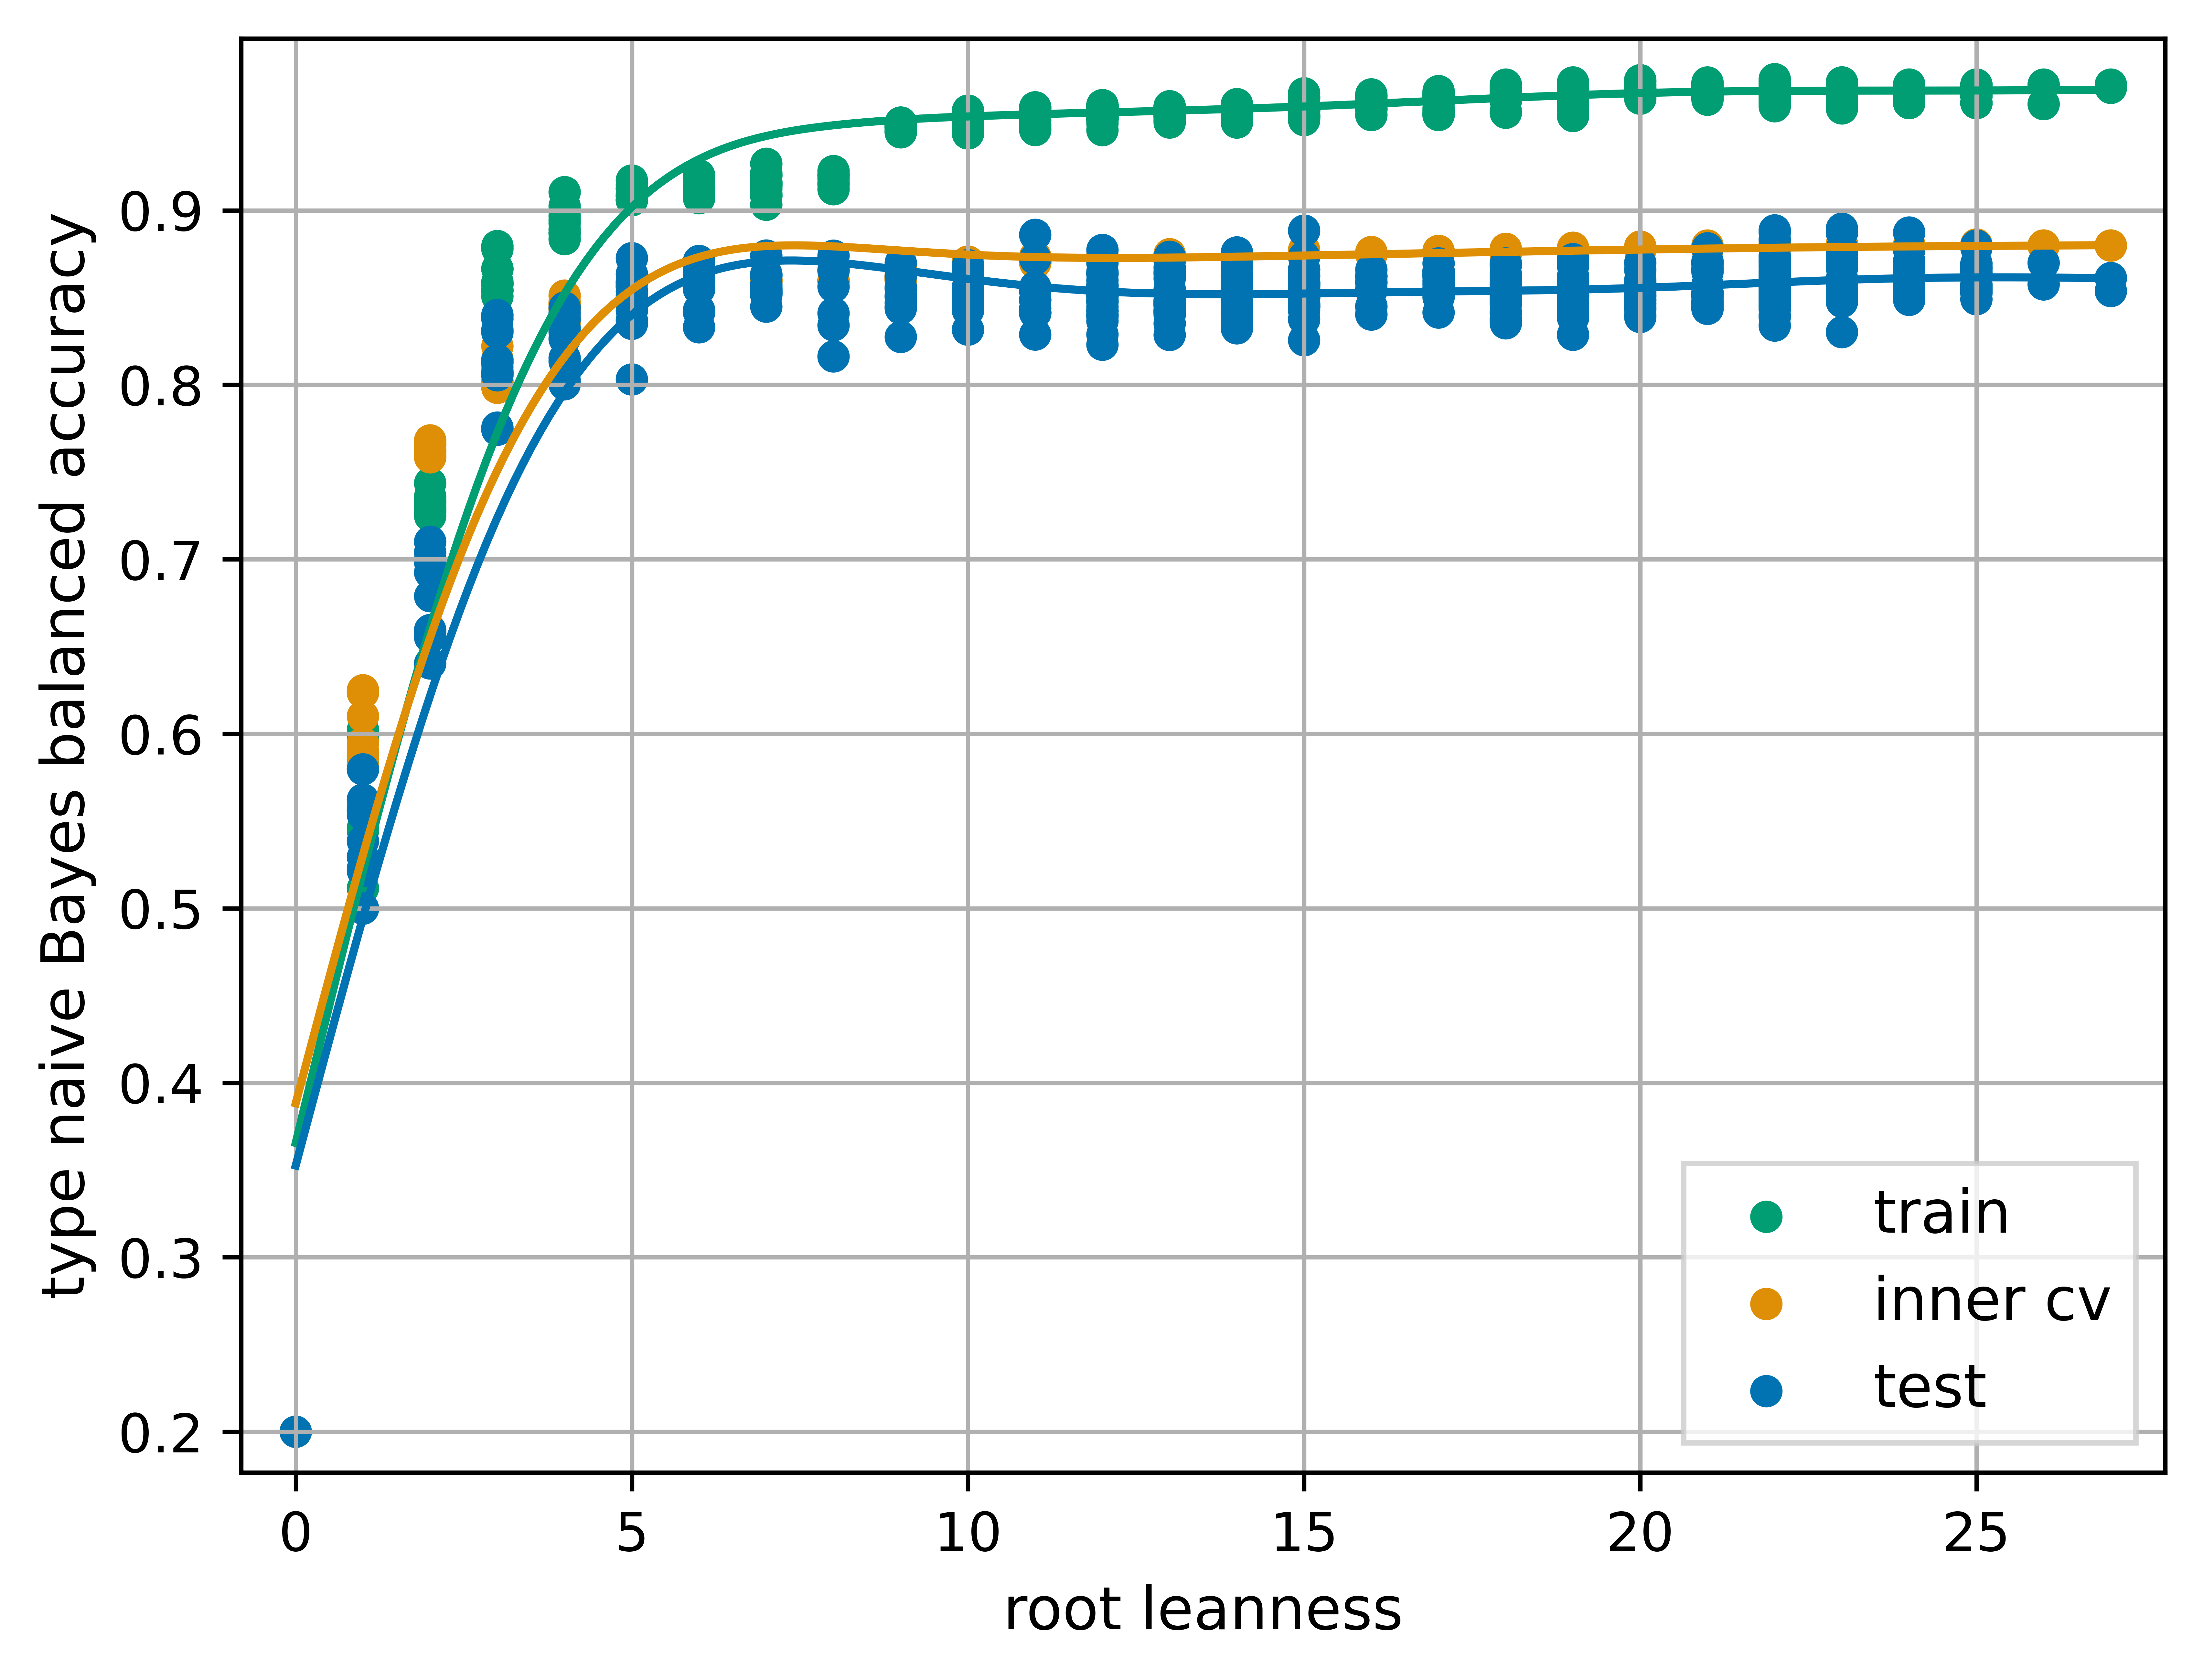 type naive Bayes balanced accuracy
0.9
0.8
0.7
0.6
0.5
0.4
0.3
0.2
0 5 10 15 20 25
root leanness
train
inner cv
test